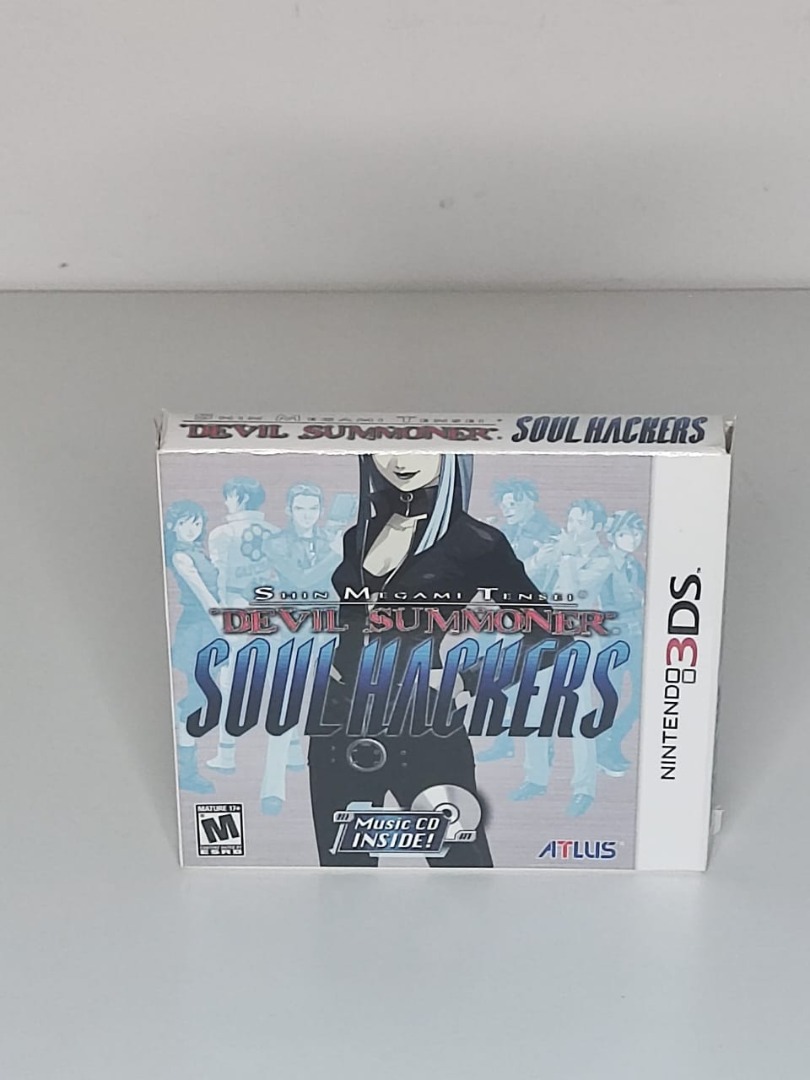 SHIN MEGAMI TENSEI
DEVIL SUMMONER. SOUL HACKERS
SHIN MEGAMI TENSEI®
DEVIL SUMMONER.
SOUL HACKERS
NINTENDO 3DS™
MATURE 17+
M
ESRB
MUSIC CD
INSIDE!
ATLUS®